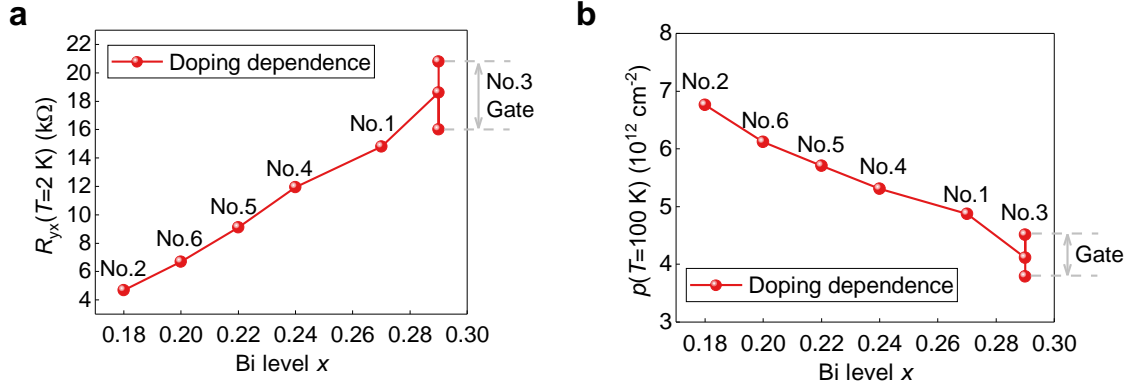 a
22
20
18
16
14
12
10
8
6
4
R_yx(T=2 K) (kΩ)
Doping dependence
No.2
No.6
No.5
No.4
No.1
No.3
Gate
0.18 0.20 0.22 0.24 0.26 0.28 0.30
Bi level x
b
8
7
6
5
4
3
p(T=100 K) (10¹² cm⁻²)
No.2
No.6
No.5
No.4
No.1
No.3
Gate
Doping dependence
0.18 0.20 0.22 0.24 0.26 0.28 0.30
Bi level x